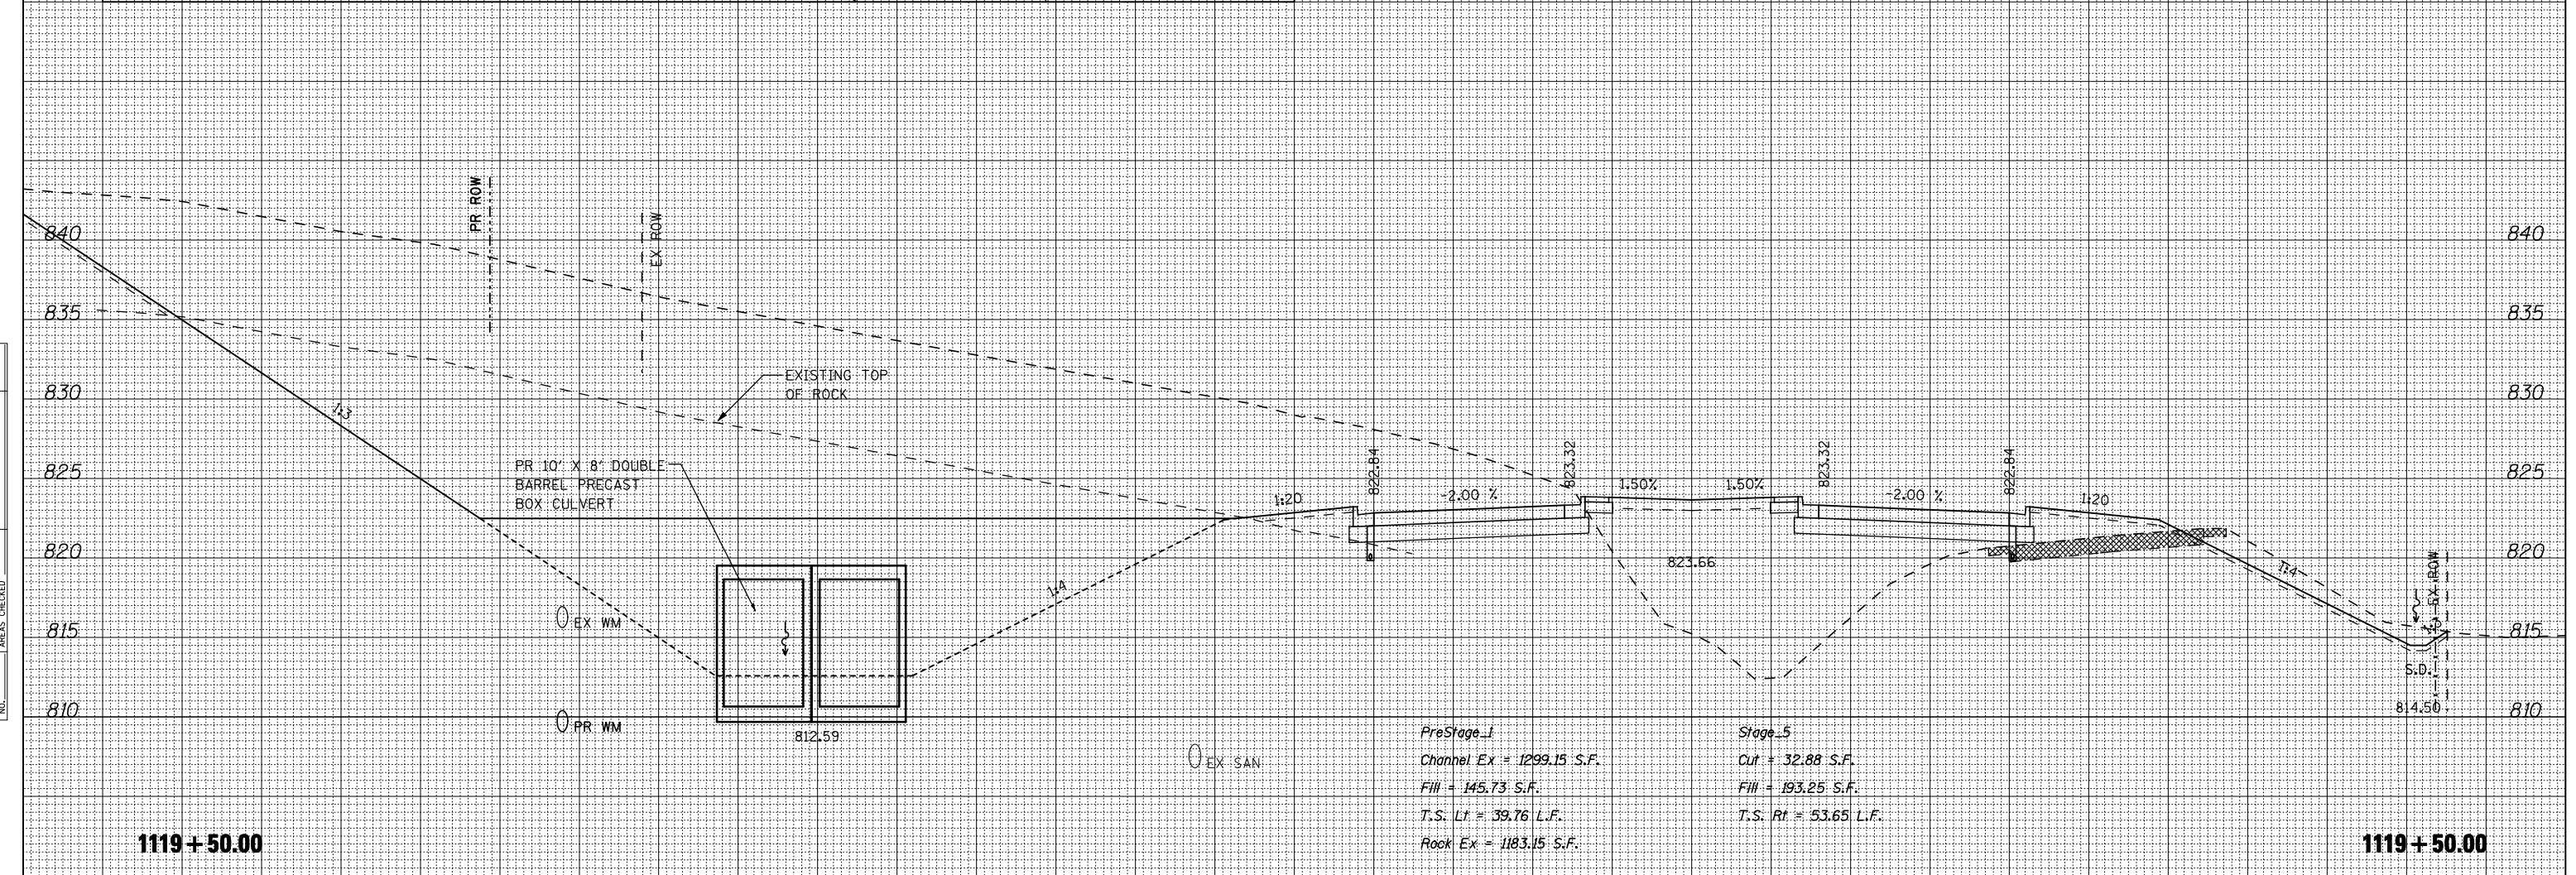 PR ROW
EX ROW
840
840
835
835
EXISTING TOP
OF ROCK
830
830
1:3
PR 10' X 8' DOUBLE
BARREL PRECAST
BOX CULVERT
825
825
1:20
822.84
-2.00 %
823.32
1.50%
1.50%
823.32
-2.00 %
822.84
1:20
820
820
823.66
1:4
1:4
EX ROW
EX WM
815
815
S.D.
814.50
810
810
PR WM
812.59
EX SAN
PreStage_1
Channel Ex = 1299.15 S.F.
Fill = 145.73 S.F.
T.S. Lt = 39.76 L.F.
Rock Ex = 1183.15 S.F.
Stage_5
Cut = 32.88 S.F.
Fill = 193.25 S.F.
T.S. Rt = 53.65 L.F.
1119+50.00
1119+50.00
NO.
AREAS CHECKED